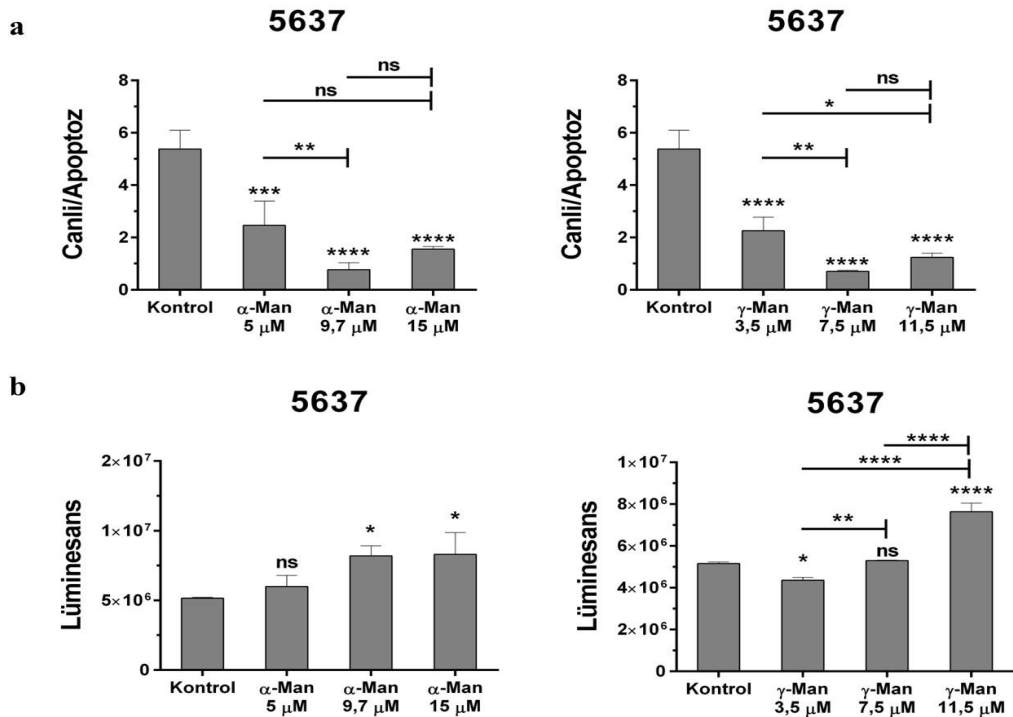 a
5637
ns
ns
**
***
****
****
Canli/Apoptoz
8
6
4
2
0
Kontrol
α-Man
5 μM
α-Man
9,7 μM
α-Man
15 μM
5637
ns
*
**
****
****
****
Canli/Apoptoz
8
6
4
2
0
Kontrol
γ-Man
3,5 μM
γ-Man
7,5 μM
γ-Man
11,5 μM
b
5637
ns
*
*
Lüminesans
2×10⁷
1×10⁷
5×10⁶
0
Kontrol
α-Man
5 μM
α-Man
9,7 μM
α-Man
15 μM
5637
****
****
**
*
ns
****
Lüminesans
1×10⁷
8×10⁶
6×10⁶
4×10⁶
2×10⁶
0
Kontrol
γ-Man
3,5 μM
γ-Man
7,5 μM
γ-Man
11,5 μM